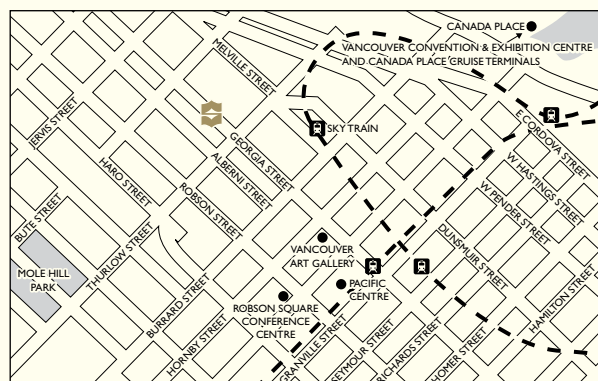 CANADA PLACE
VANCOUVER CONVENTION & EXHIBITION CENTRE
AND CANADA PLACE CRUISE TERMINALS
MELVILLE STREET
JERVIS STREET
SKY TRAIN
E CORDOVA STREET
GEORGIA STREET
ALBERNI STREET
W HASTINGS STREET
HARO STREET
ROBSON STREET
W PENDER STREET
BUTE STREET
THURLOW STREET
VANCOUVER
ART GALLERY
DUNSMUIR STREET
MOLE HILL
PARK
PACIFIC
CENTRE
BURRARD STREET
ROBSON SQUARE
CONFERENCE
CENTRE
HAMILTON STREET
HORNBY STREET
GRANVILLE STREET
SEYMOUR STREET
RICHARDS STREET
HOMER STREET